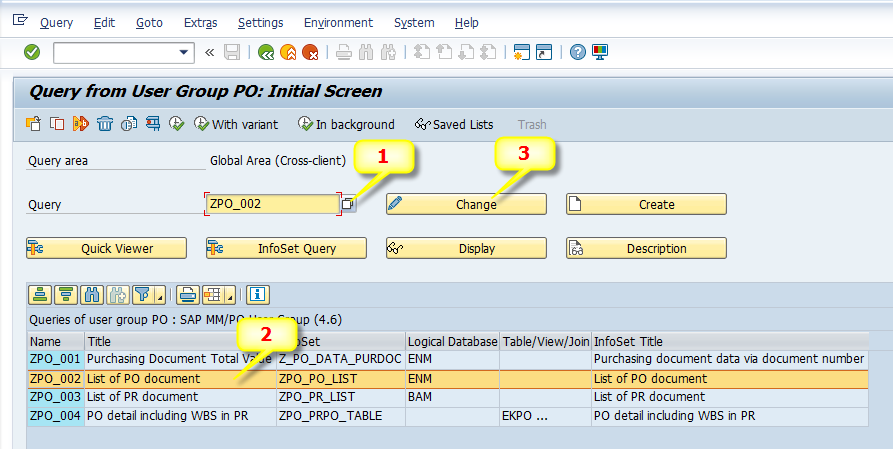 Query Edit Goto Extras Settings Environment System Help
Query from User Group PO: Initial Screen
With variant In background Saved Lists Trash
Query area Global Area (Cross-client)
1
3
Query ZPO_002 Change Create
Quick Viewer InfoSet Query Display Description
Queries of user group PO : SAP MM/PO User Group (4.6)
2
Name Title InfoSet Logical Database Table/View/Join InfoSet Title
ZPO_001 Purchasing Document Total Value Z_PO_DATA_PURDOC ENM Purchasing document data via document number
ZPO_002 List of PO document ZPO_PO_LIST ENM List of PO document
ZPO_003 List of PR document ZPO_PR_LIST BAM List of PR document
ZPO_004 PO detail including WBS in PR ZPO_PRPO_TABLE EKPO ... PO detail including WBS in PR